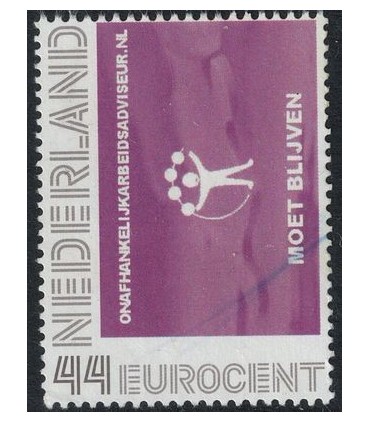 NEDERLAND
ONAFHANKELIJKARBEIDSADVISEUR.NL
MOET BLIJVEN
44 EUROCENT